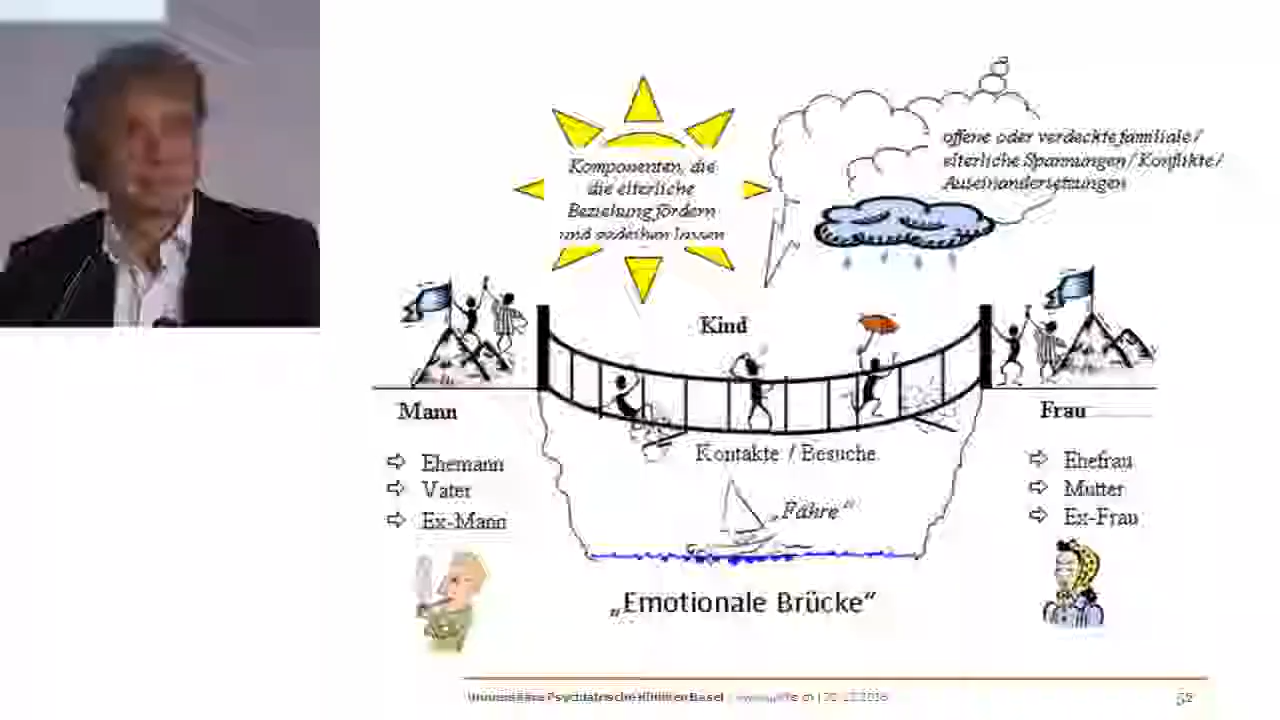 Komponenten, die
die elterliche
Beziehung fördern
und gedeihen lassen
offene oder verdeckte familiale /
elterliche Spannungen / Konflikte /
Auseinandersetzungen
Kind
Mann
Frau
Ehemann
Vater
Ex-Mann
Kontakte / Besuche
„Fähre“
Ehefrau
Mutter
Ex-Frau
„Emotionale Brücke“
Universitäre Psychiatrische Kliniken Basel